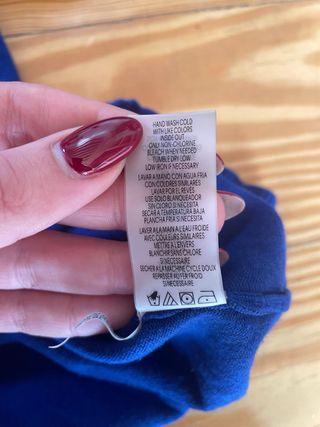 HAND WASH COLD
WITH LIKE COLORS
INSIDE OUT
ONLY NON-CHLORINE
BLEACH WHEN NEEDED
TUMBLE DRY LOW
LOW IRON IF NECESSARY
LAVAR A MANO CON AGUA FRIA
CON COLORES SIMILARES
LAVAR POR EL REVÉS
USE SOLO BLANQUEADOR
SIN CLORO SI NECESITA
SECAR A TEMPERATURA BAJA
PLANCHA FRIA SI NECESITA
LAVER À LA MAIN À L'EAU FROIDE
AVEC COULEURS SIMILAIRES
METTRE À L'ENVERS
BLANCHIR SANS CHLORE
SI NECESSAIRE
SECHER À LA MACHINE CYCLE DOUX
REPASSER AU FER FROID
SI NECESSAIRE